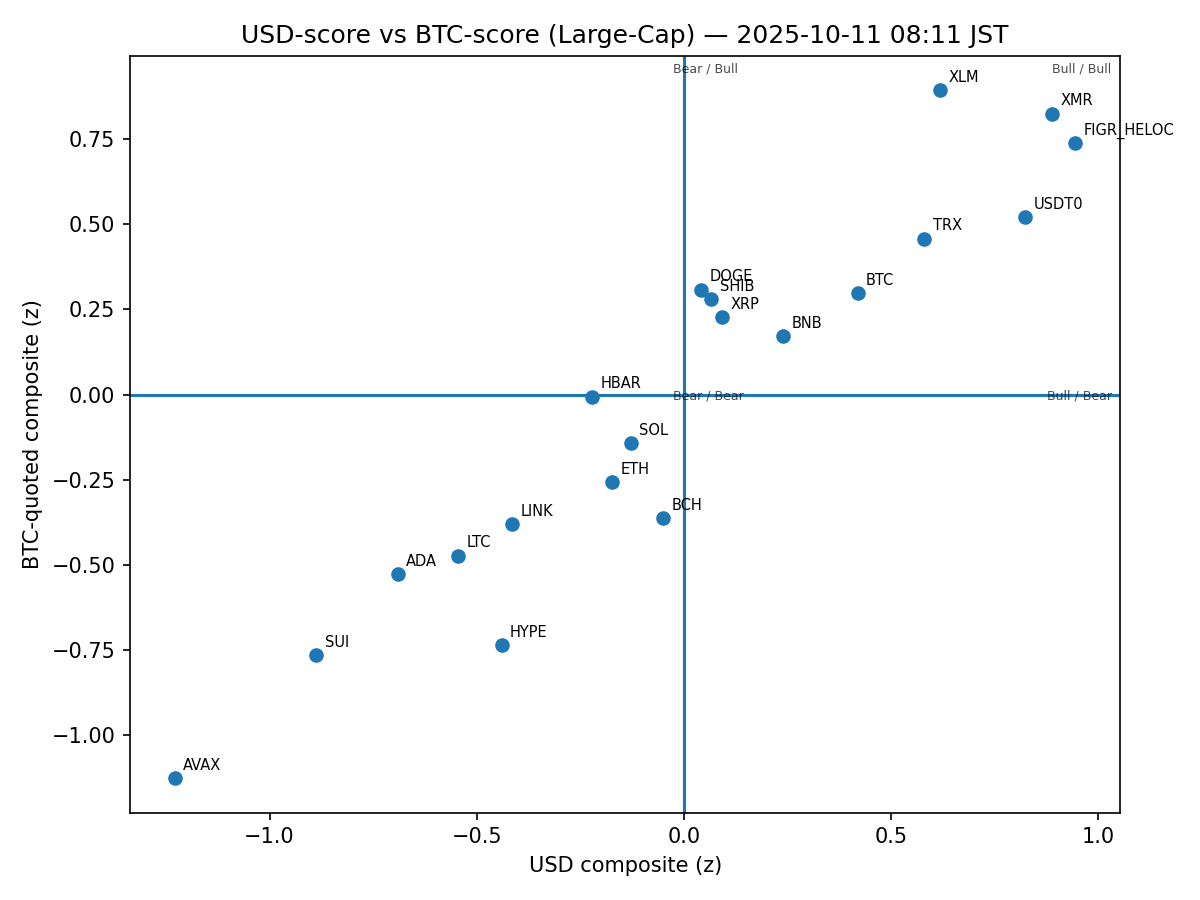 USD-score vs BTC-score (Large-Cap) — 2025-10-11 08:11 JST
Bear / Bull
Bull / Bull
XLM
XMR
FIGR_HELOC
USDT0
TRX
DOGE
SHIB
BTC
XRP
BNB
HBAR
Bear / Bear
Bull / Bear
SOL
ETH
BCH
LINK
LTC
ADA
HYPE
SUI
AVAX
0.75
0.50
0.25
0.00
−0.25
−0.50
−0.75
−1.00
−1.0
−0.5
0.0
0.5
1.0
USD composite (z)
BTC-quoted composite (z)